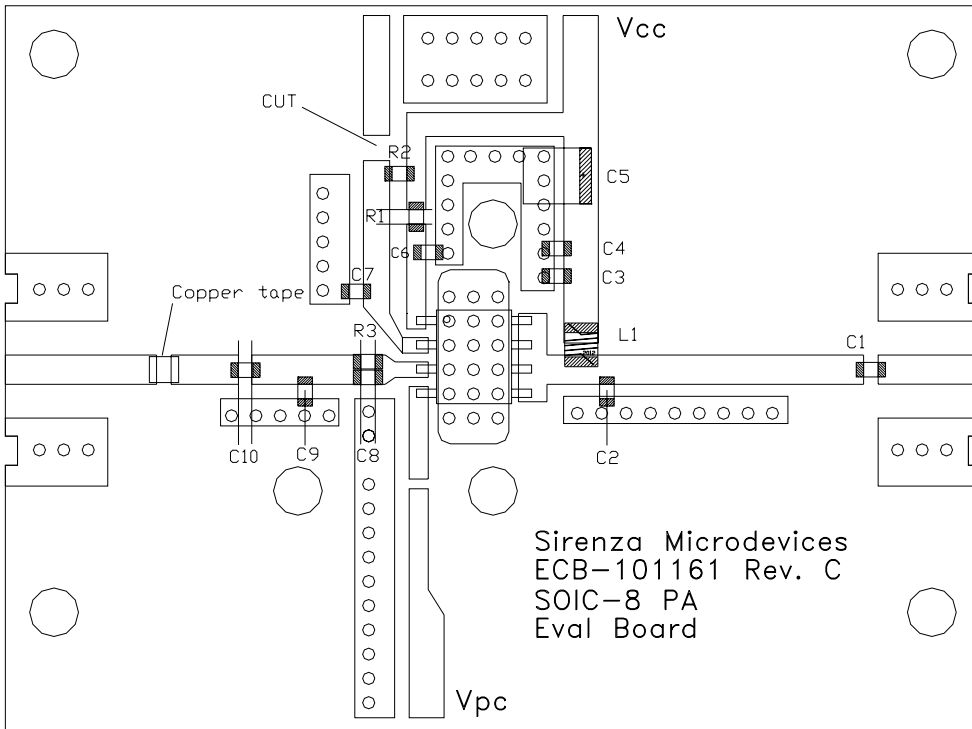 Vcc
CUT
R2
C5
R1
C6
C4
C7
C3
Copper tape
R3
L1
2012
C1
C10
C9
C8
C2
Sirenza Microdevices
ECB-101161 Rev. C
SOIC-8 PA
Eval Board
Vpc